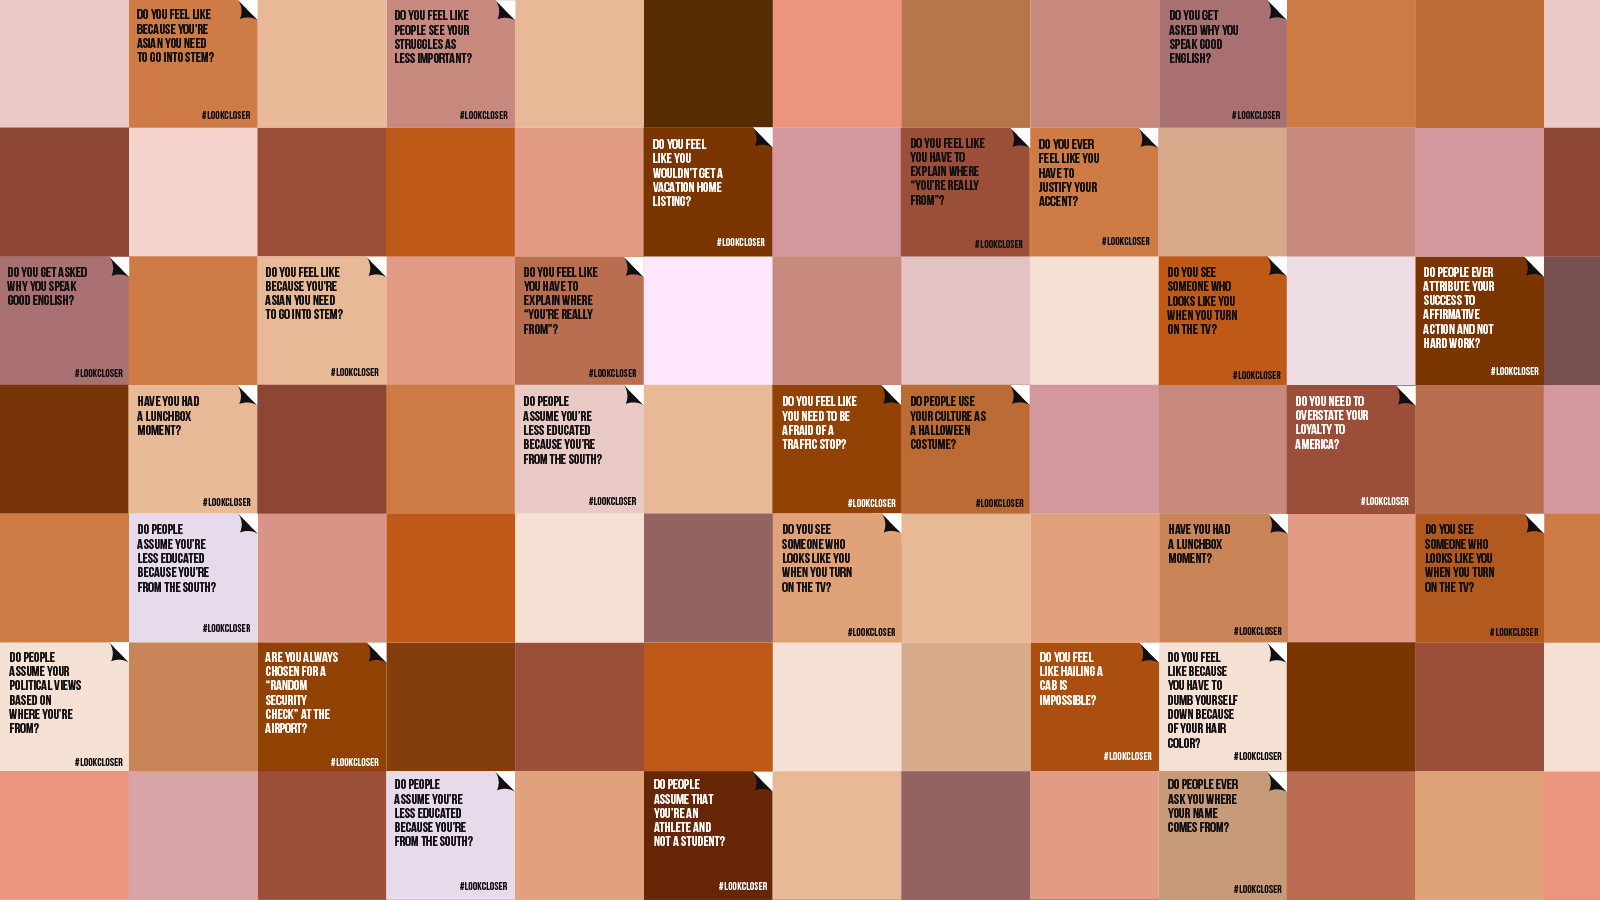 DO YOU FEEL LIKE
BECAUSE YOU'RE
ASIAN YOU NEED
TO GO INTO STEM?
#LOOKCLOSER
DO YOU FEEL LIKE
PEOPLE SEE YOUR
STRUGGLES AS
LESS IMPORTANT?
#LOOKCLOSER
DO YOU GET
ASKED WHY YOU
SPEAK GOOD
ENGLISH?
#LOOKCLOSER
DO YOU FEEL
LIKE YOU
WOULDN'T GET A
VACATION HOME
LISTING?
#LOOKCLOSER
DO YOU FEEL LIKE
YOU HAVE TO
EXPLAIN WHERE
"YOU'RE REALLY
FROM"?
#LOOKCLOSER
DO YOU EVER
FEEL LIKE YOU
HAVE TO
JUSTIFY YOUR
ACCENT?
#LOOKCLOSER
DO YOU GET ASKED
WHY YOU SPEAK
GOOD ENGLISH?
#LOOKCLOSER
DO YOU FEEL LIKE
BECAUSE YOU'RE
ASIAN YOU NEED
TO GO INTO STEM?
#LOOKCLOSER
DO YOU FEEL LIKE
YOU HAVE TO
EXPLAIN WHERE
"YOU'RE REALLY
FROM"?
#LOOKCLOSER
DO YOU SEE
SOMEONE WHO
LOOKS LIKE YOU
WHEN YOU TURN
ON THE TV?
#LOOKCLOSER
DO PEOPLE EVER
ATTRIBUTE YOUR
SUCCESS TO
AFFIRMATIVE
ACTION AND NOT
HARD WORK?
#LOOKCLOSER
HAVE YOU HAD
A LUNCHBOX
MOMENT?
#LOOKCLOSER
DO PEOPLE
ASSUME YOU'RE
LESS EDUCATED
BECAUSE YOU'RE
FROM THE SOUTH?
#LOOKCLOSER
DO YOU FEEL LIKE
YOU NEED TO BE
AFRAID OF A
TRAFFIC STOP?
#LOOKCLOSER
DO PEOPLE USE
YOUR CULTURE AS
A HALLOWEEN
COSTUME?
#LOOKCLOSER
DO YOU NEED TO
OVERSTATE YOUR
LOYALTY TO
AMERICA?
#LOOKCLOSER
DO PEOPLE
ASSUME YOU'RE
LESS EDUCATED
BECAUSE YOU'RE
FROM THE SOUTH?
#LOOKCLOSER
DO YOU SEE
SOMEONE WHO
LOOKS LIKE YOU
WHEN YOU TURN
ON THE TV?
#LOOKCLOSER
HAVE YOU HAD
A LUNCHBOX
MOMENT?
#LOOKCLOSER
DO YOU SEE
SOMEONE WHO
LOOKS LIKE YOU
WHEN YOU TURN
ON THE TV?
#LOOKCLOSER
DO PEOPLE
ASSUME YOUR
POLITICAL VIEWS
BASED ON
WHERE YOU'RE
FROM?
#LOOKCLOSER
ARE YOU ALWAYS
CHOSEN FOR A
"RANDOM
SECURITY
CHECK" AT THE
AIRPORT?
#LOOKCLOSER
DO YOU FEEL
LIKE HAILING A
CAB IS
IMPOSSIBLE?
#LOOKCLOSER
DO YOU FEEL
LIKE BECAUSE
YOU HAVE TO
DUMB YOURSELF
DOWN BECAUSE
OF YOUR HAIR
COLOR?
#LOOKCLOSER
DO PEOPLE
ASSUME YOU'RE
LESS EDUCATED
BECAUSE YOU'RE
FROM THE SOUTH?
#LOOKCLOSER
DO PEOPLE
ASSUME THAT
YOU'RE AN
ATHLETE AND
NOT A STUDENT?
#LOOKCLOSER
DO PEOPLE EVER
ASK YOU WHERE
YOUR NAME
COMES FROM?
#LOOKCLOSER